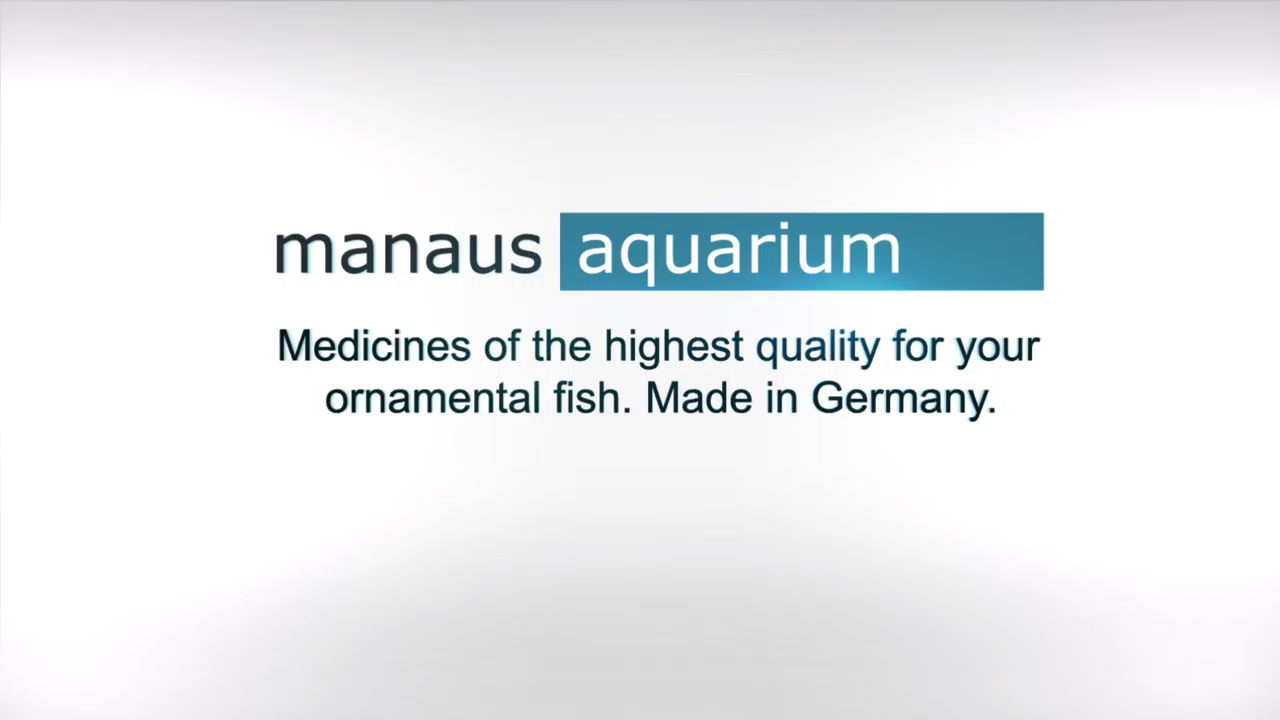 manaus aquarium
Medicines of the highest quality for your
ornamental fish. Made in Germany.